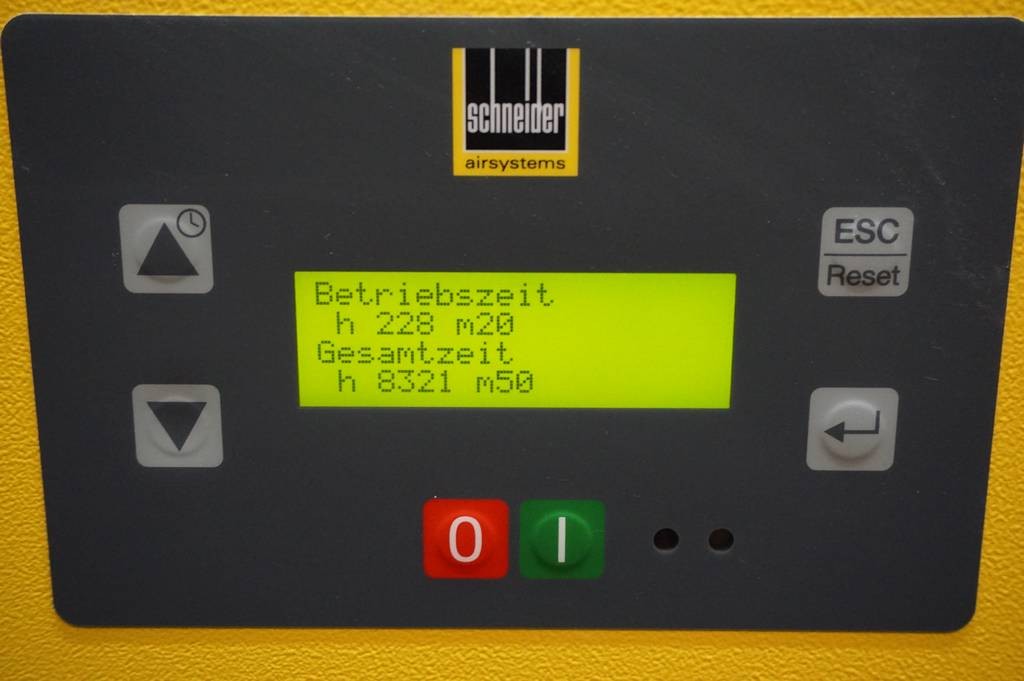 schneider
airsystems
ESC
Reset
Betriebszeit
h 228 m20
Gesamtzeit
h 8321 m50
0 I